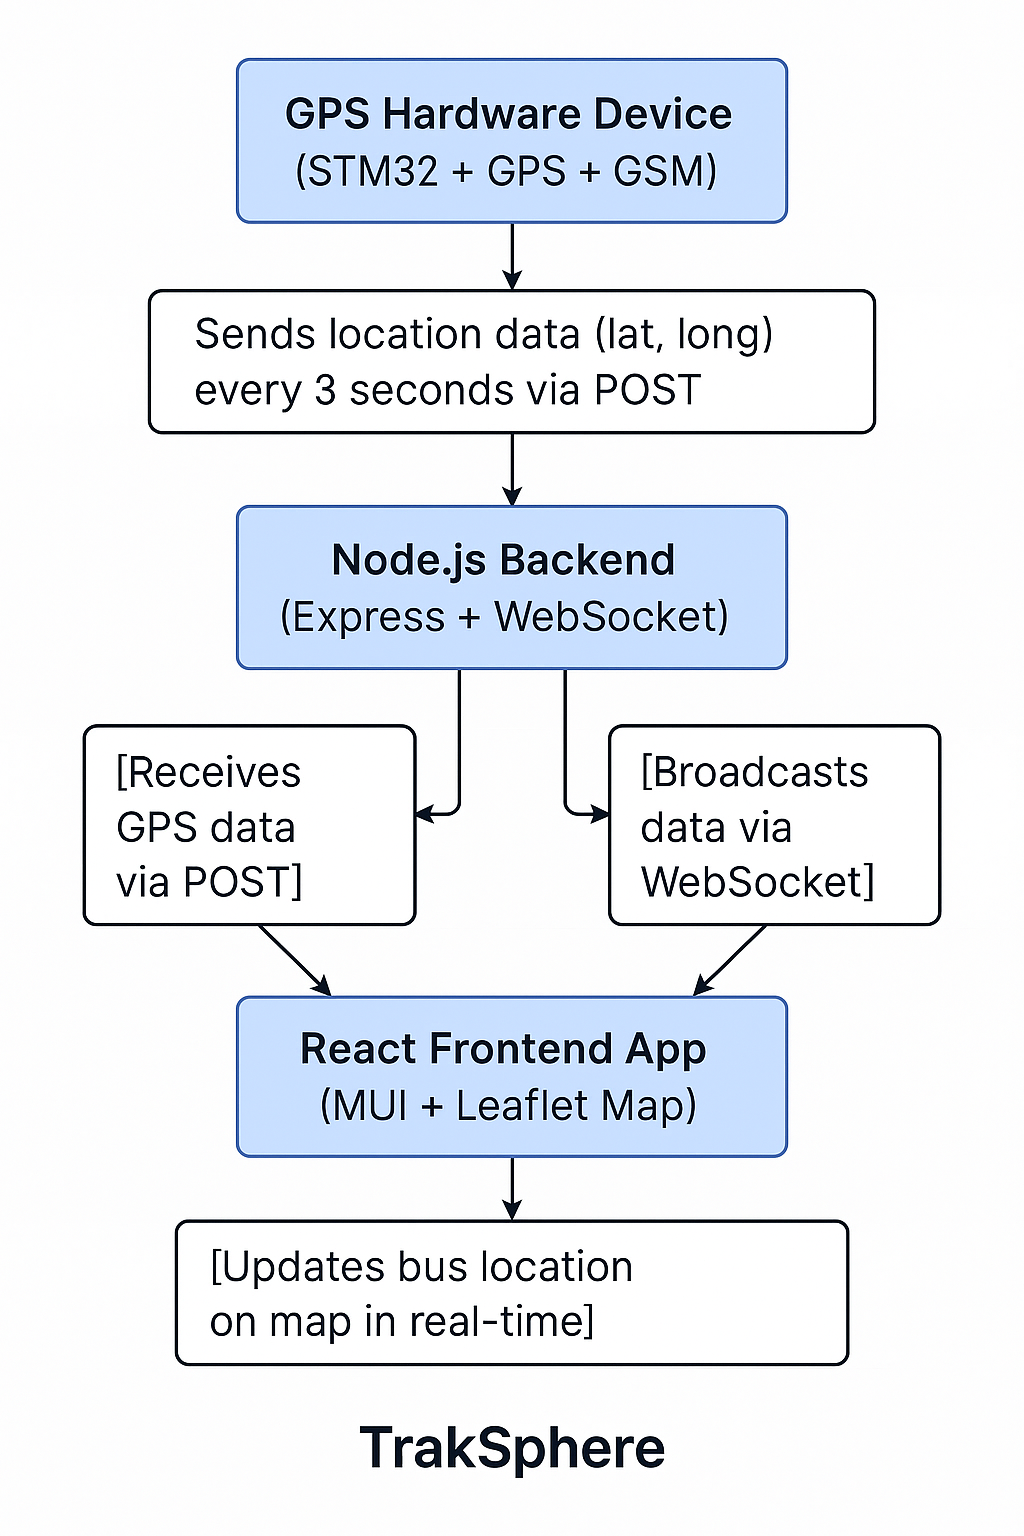 GPS Hardware Device
(STM32 + GPS + GSM)
Sends location data (lat, long)
every 3 seconds via POST
Node.js Backend
(Express + WebSocket)
[Receives
GPS data
via POST]
[Broadcasts
data via
WebSocket]
React Frontend App
(MUI + Leaflet Map)
[Updates bus location
on map in real-time]
TrakSphere